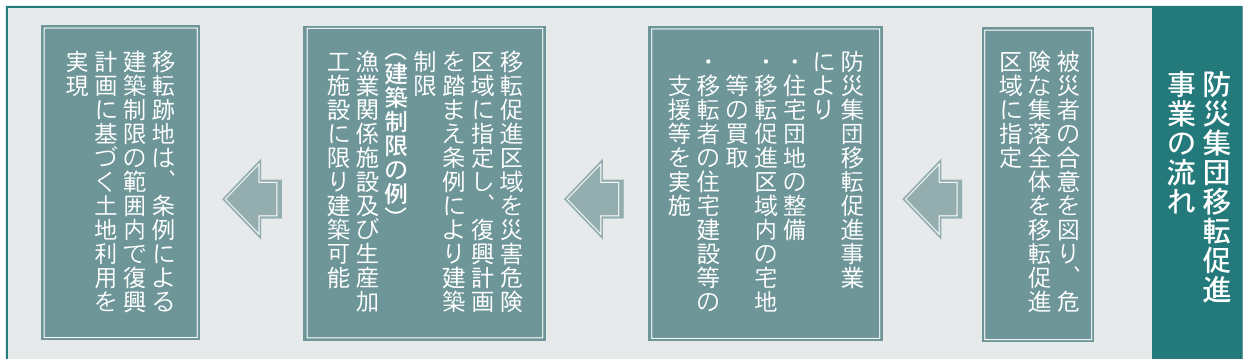 防災集団移転促進
事業の流れ
被災者の合意を図り、危
険な集落全体を移転促進
区域に指定
防災集団移転促進事業
により
・住宅団地の整備
・移転促進区域内の宅地
等の買取
・移転者の住宅建設等の
支援等を実施
移転促進区域を災害危険
区域に指定し、復興計画
を踏まえ条例により建築
制限
(建築制限の例)
漁業関係施設及び生産加
工施設に限り建築可能
移転跡地は、条例による
建築制限の範囲内で復興
計画に基づく土地利用を
実現